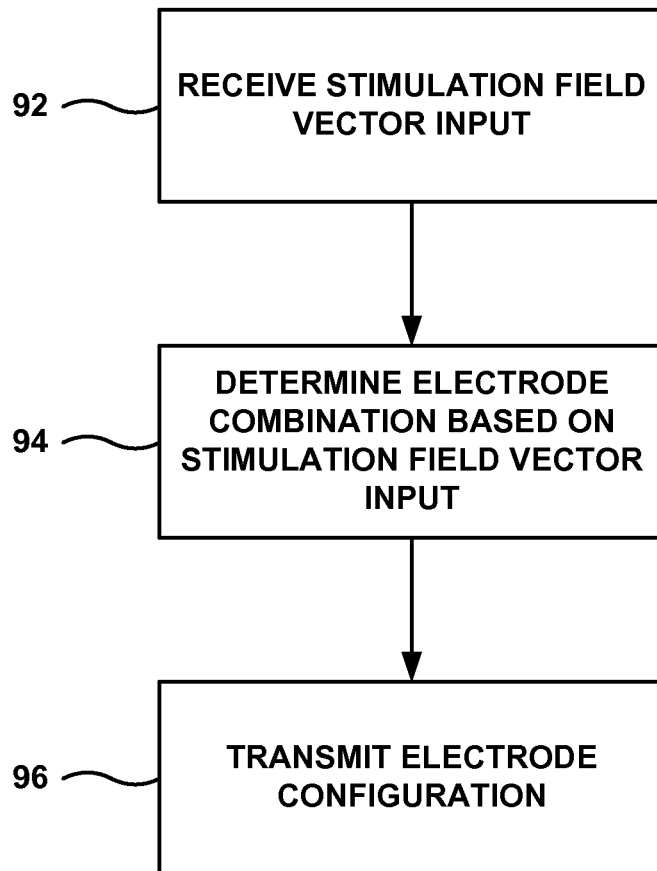 92
RECEIVE STIMULATION FIELD
VECTOR INPUT
94
DETERMINE ELECTRODE
COMBINATION BASED ON
STIMULATION FIELD VECTOR
INPUT
96
TRANSMIT ELECTRODE
CONFIGURATION